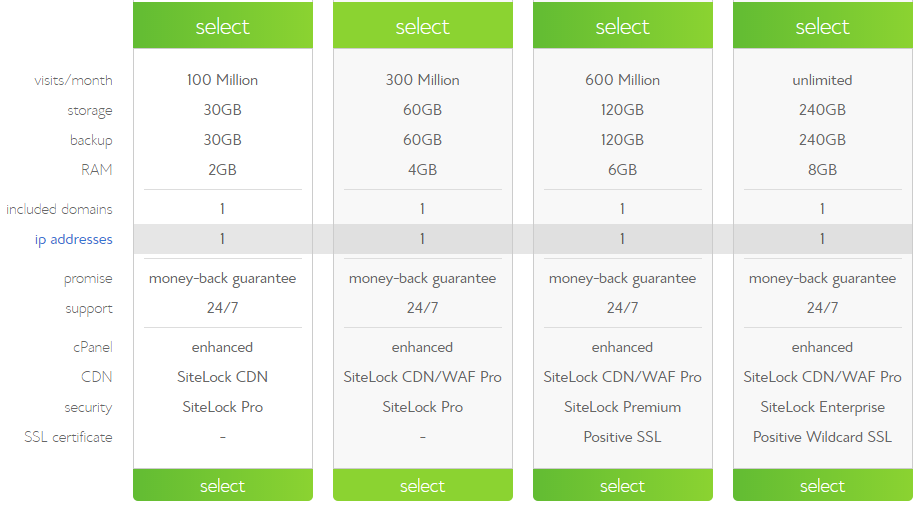 select select select select
visits/month 100 Million 300 Million 600 Million unlimited
storage 30GB 60GB 120GB 240GB
backup 30GB 60GB 120GB 240GB
RAM 2GB 4GB 6GB 8GB
included domains 1 1 1 1
ip addresses 1 1 1 1
promise money-back guarantee money-back guarantee money-back guarantee money-back guarantee
support 24/7 24/7 24/7 24/7
cPanel enhanced enhanced enhanced enhanced
CDN SiteLock CDN SiteLock CDN/WAF Pro SiteLock CDN/WAF Pro SiteLock CDN/WAF Pro
security SiteLock Pro SiteLock Pro SiteLock Premium SiteLock Enterprise
SSL certificate - - Positive SSL Positive Wildcard SSL
select select select select